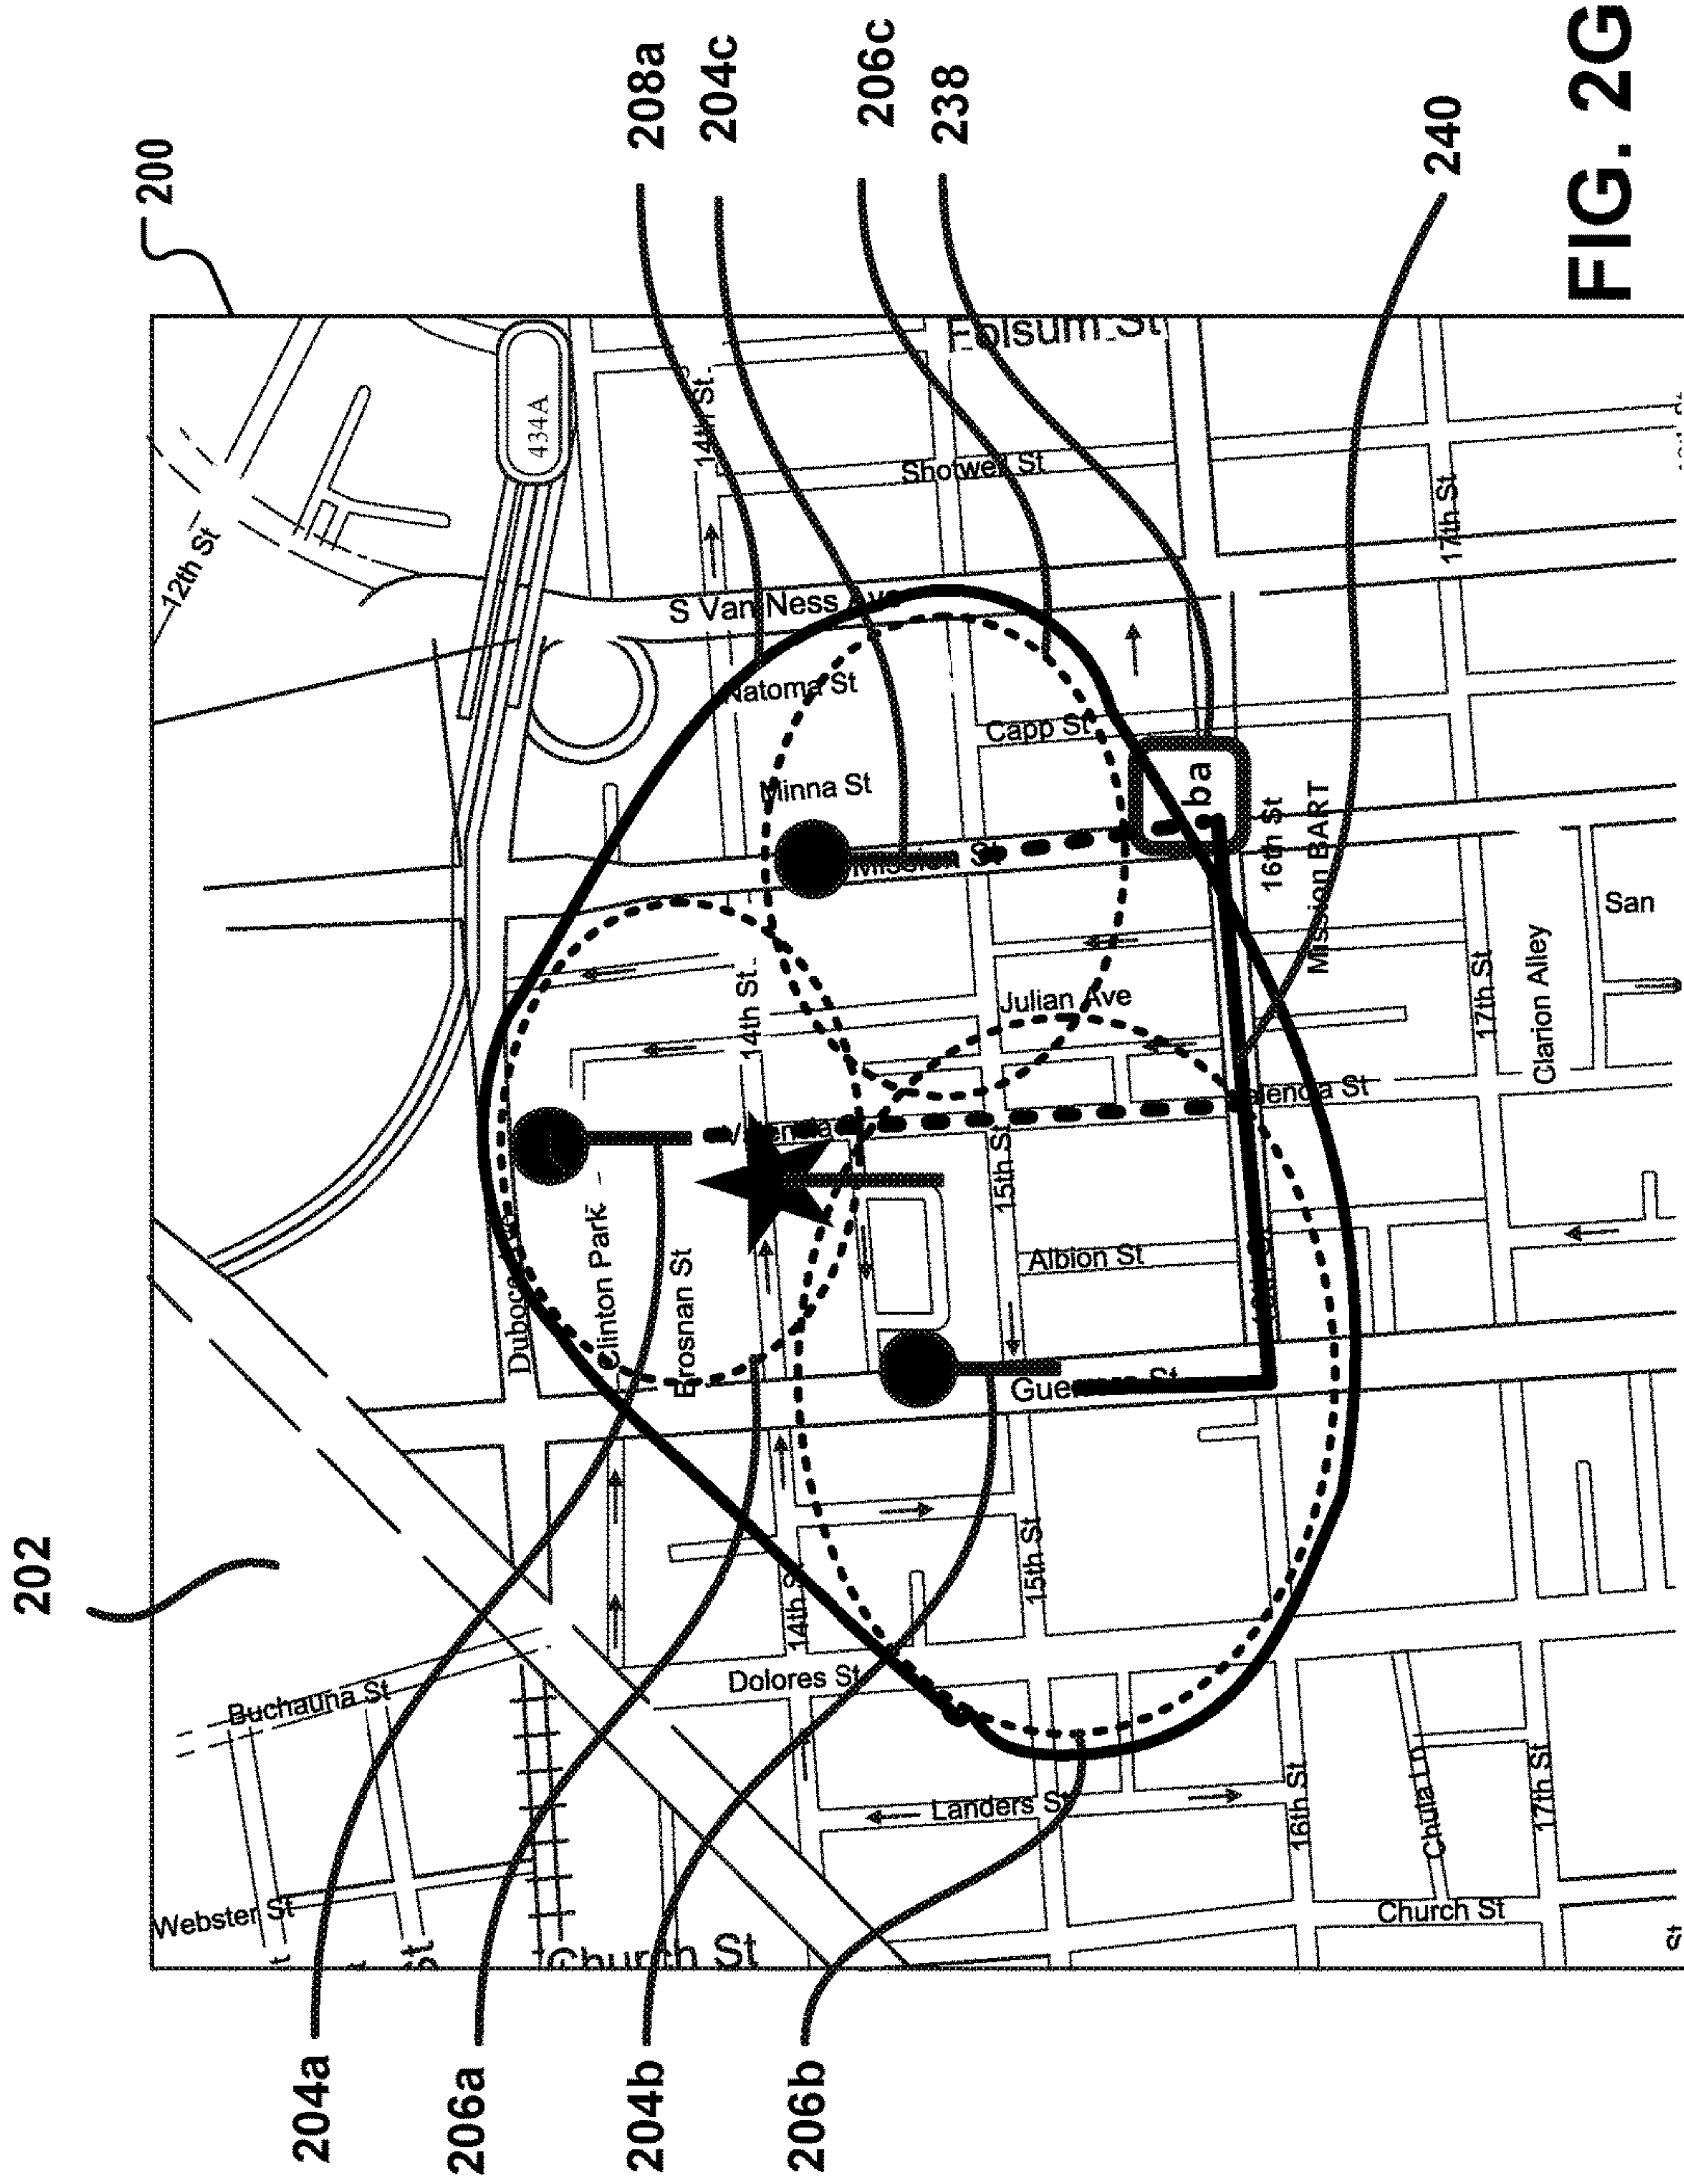 200
202
208a
204c
206c
238
240
204a
206a
204b
206b
12th St
434A
14th St.
Folsum St
Shotwell St
17th St
S Van Ness Ave
Natoma St
Capp St
Minna St
ba
16th St
Mission BART
Mission St
San
14th St.
Julian Ave
17th St
Clarion Alley
15th St
Clinton Park
Brosnan St
Albion St
14th St
15th St
Dolores St
Buchauna St
Landers St
16th St
Chula Ln
17th St
Webster St
Church St
Church St
St
FIG. 2G